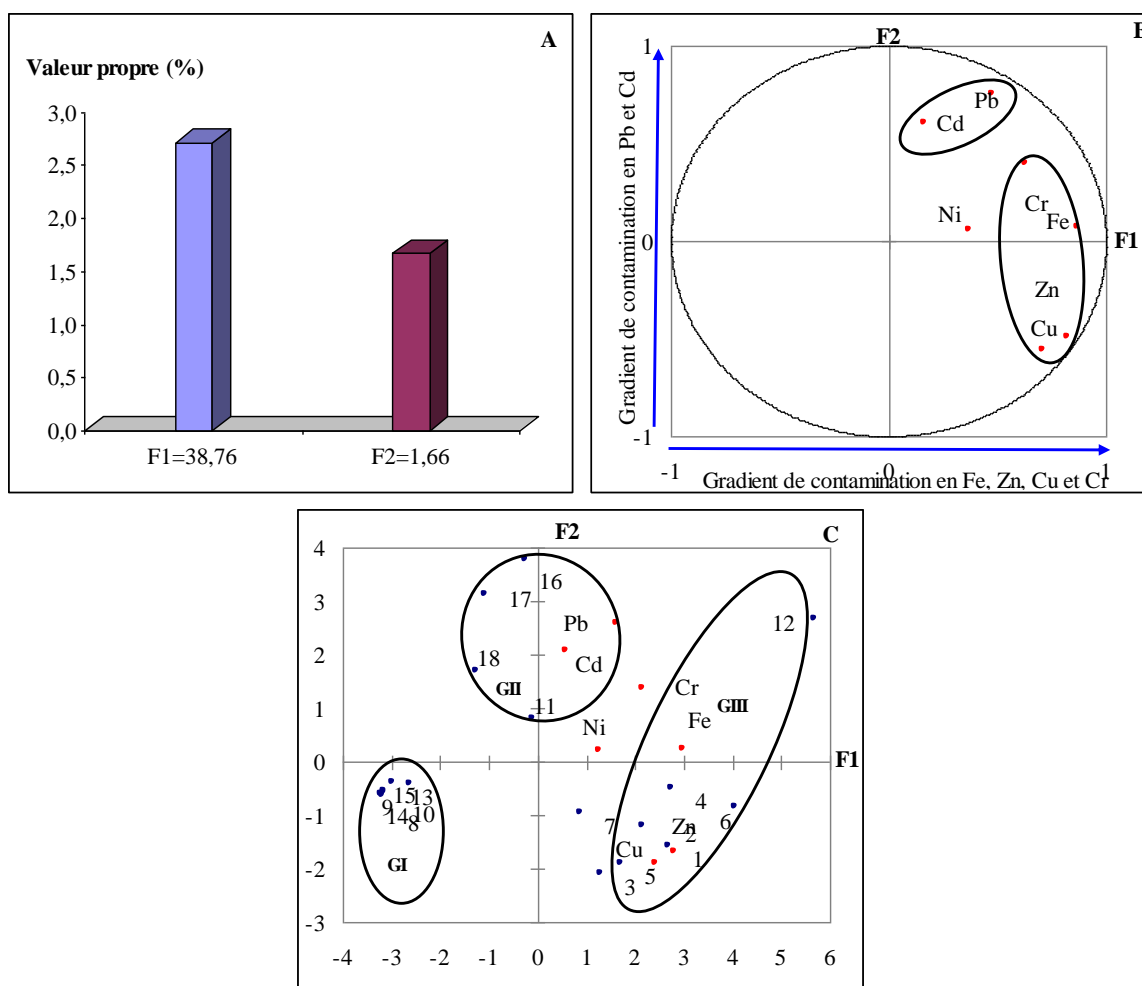 A
Valeur propre (%)
3,0
2,5
2,0
1,5
1,0
0,5
0,0
F1=38,76
F2=1,66
B
F2
Gradient de contamination en Pb et Cd
1
Pb
Cd
Cr
Ni
Fe
0
F1
Zn
Cu
-1
-1
0
1
Gradient de contamination en Fe, Zn, Cu et Cr
F2
C
4
16
3
17
12
Pb
2
18
Cd
GII
Cr
GIII
1
11
Fe
Ni
0
F1
15
13
9
4
-1
14
10
8
7
Zn
6
2
Cu
1
-2
GI
5
3
-3
-4
-3
-2
-1
0
1
2
3
4
5
6